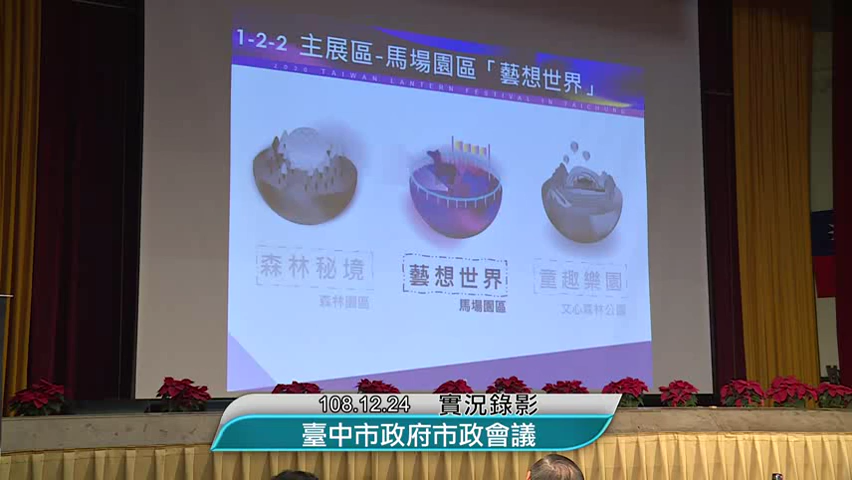 1-2-2 主展區-馬場園區「藝想世界」
2020 TAIWAN LANTERN FESTIVAL IN TAICHUNG
森林秘境
森林園區
藝想世界
馬場園區
童趣樂園
文心森林公園
108.12.24 實況錄影
臺中市政府市政會議